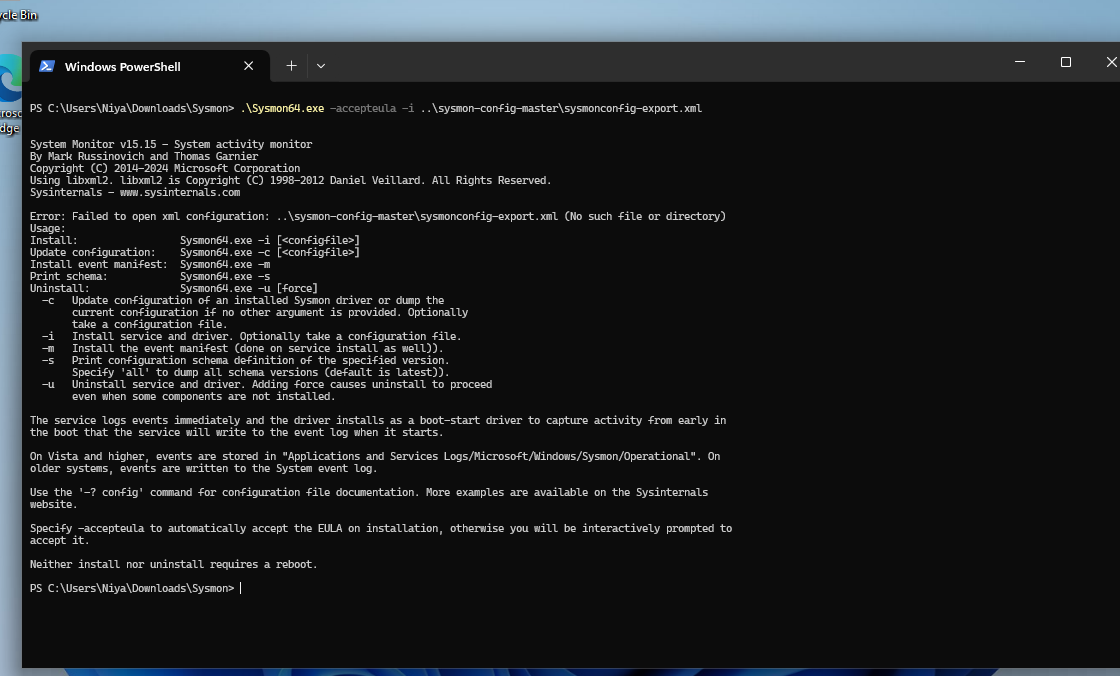 Bin
Windows PowerShell
PS C:\Users\Niya\Downloads\Sysmon> .\Sysmon64.exe -accepteula -i ..\sysmon-config-master\sysmonconfig-export.xml
System Monitor v15.15 - System activity monitor
By Mark Russinovich and Thomas Garnier
Copyright (C) 2014-2024 Microsoft Corporation
Using libxml2. libxml2 is Copyright (C) 1998-2012 Daniel Veillard. All Rights Reserved.
Sysinternals - www.sysinternals.com
Error: Failed to open xml configuration: ..\sysmon-config-master\sysmonconfig-export.xml (No such file or directory)
Usage:
Install: Sysmon64.exe -i [<configfile>]
Update configuration: Sysmon64.exe -c [<configfile>]
Install event manifest: Sysmon64.exe -m
Print schema: Sysmon64.exe -s
Uninstall: Sysmon64.exe -u [force]
-c Update configuration of an installed Sysmon driver or dump the
current configuration if no other argument is provided. Optionally
take a configuration file.
-i Install service and driver. Optionally take a configuration file.
-m Install the event manifest (done on service install as well)).
-s Print configuration schema definition of the specified version.
Specify 'all' to dump all schema versions (default is latest)).
-u Uninstall service and driver. Adding force causes uninstall to proceed
even when some components are not installed.
The service logs events immediately and the driver installs as a boot-start driver to capture activity from early in
the boot that the service will write to the event log when it starts.
On Vista and higher, events are stored in "Applications and Services Logs/Microsoft/Windows/Sysmon/Operational". On
older systems, events are written to the System event log.
Use the '-? config' command for configuration file documentation. More examples are available on the Sysinternals
website.
Specify -accepteula to automatically accept the EULA on installation, otherwise you will be interactively prompted to
accept it.
Neither install nor uninstall requires a reboot.
PS C:\Users\Niya\Downloads\Sysmon>